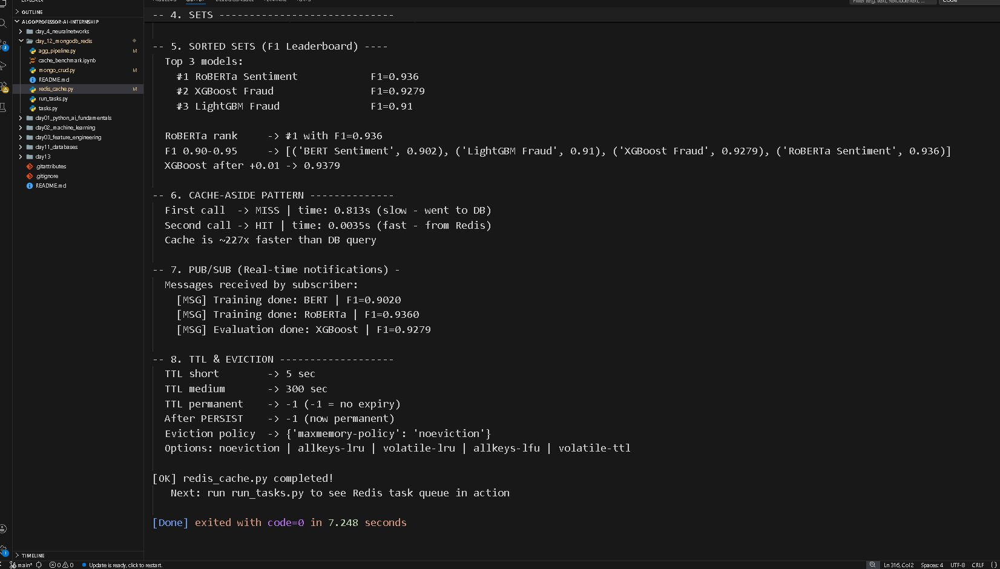 OUTLINE
ALGOPROFESSOR-AI-INTERNSHIP
day_4_neuralnetworks
day_12_mongodb_redis
agg_pipeline.py M
cache_benchmark.ipynb
mongo_crud.py M
README.md
redis_cache.py M
run_tasks.py
tasks.py
day01_python_ai_fundamentals
day02_machine_learning
day03_feature_engineering
day11_databases
day13
.gitattributes
.gitignore
README.md
TIMELINE
-- 4. SETS -----------------------------
-- 5. SORTED SETS (F1 Leaderboard) ----
Top 3 models:
#1 RoBERTa Sentiment F1=0.936
#2 XGBoost Fraud F1=0.9279
#3 LightGBM Fraud F1=0.91
RoBERTa rank -> #1 with F1=0.936
F1 0.90-0.95 -> [('BERT Sentiment', 0.902), ('LightGBM Fraud', 0.91), ('XGBoost Fraud', 0.9279), ('RoBERTa Sentiment', 0.936)]
XGBoost after +0.01 -> 0.9379
-- 6. CACHE-ASIDE PATTERN --------------
First call -> MISS | time: 0.813s (slow - went to DB)
Second call -> HIT | time: 0.0035s (fast - from Redis)
Cache is ~227x faster than DB query
-- 7. PUB/SUB (Real-time notifications) -
Messages received by subscriber:
[MSG] Training done: BERT | F1=0.9020
[MSG] Training done: RoBERTa | F1=0.9360
[MSG] Evaluation done: XGBoost | F1=0.9279
-- 8. TTL & EVICTION -------------------
TTL short -> 5 sec
TTL medium -> 300 sec
TTL permanent -> -1 (-1 = no expiry)
After PERSIST -> -1 (now permanent)
Eviction policy -> {'maxmemory-policy': 'noeviction'}
Options: noeviction | allkeys-lru | volatile-lru | allkeys-lfu | volatile-ttl
[OK] redis_cache.py completed!
Next: run run_tasks.py to see Redis task queue in action
[Done] exited with code=0 in 7.248 seconds
main* 0 0 Update is ready, click to restart. Ln 316, Col 2 Spaces: 4 UTF-8 CRLF {}